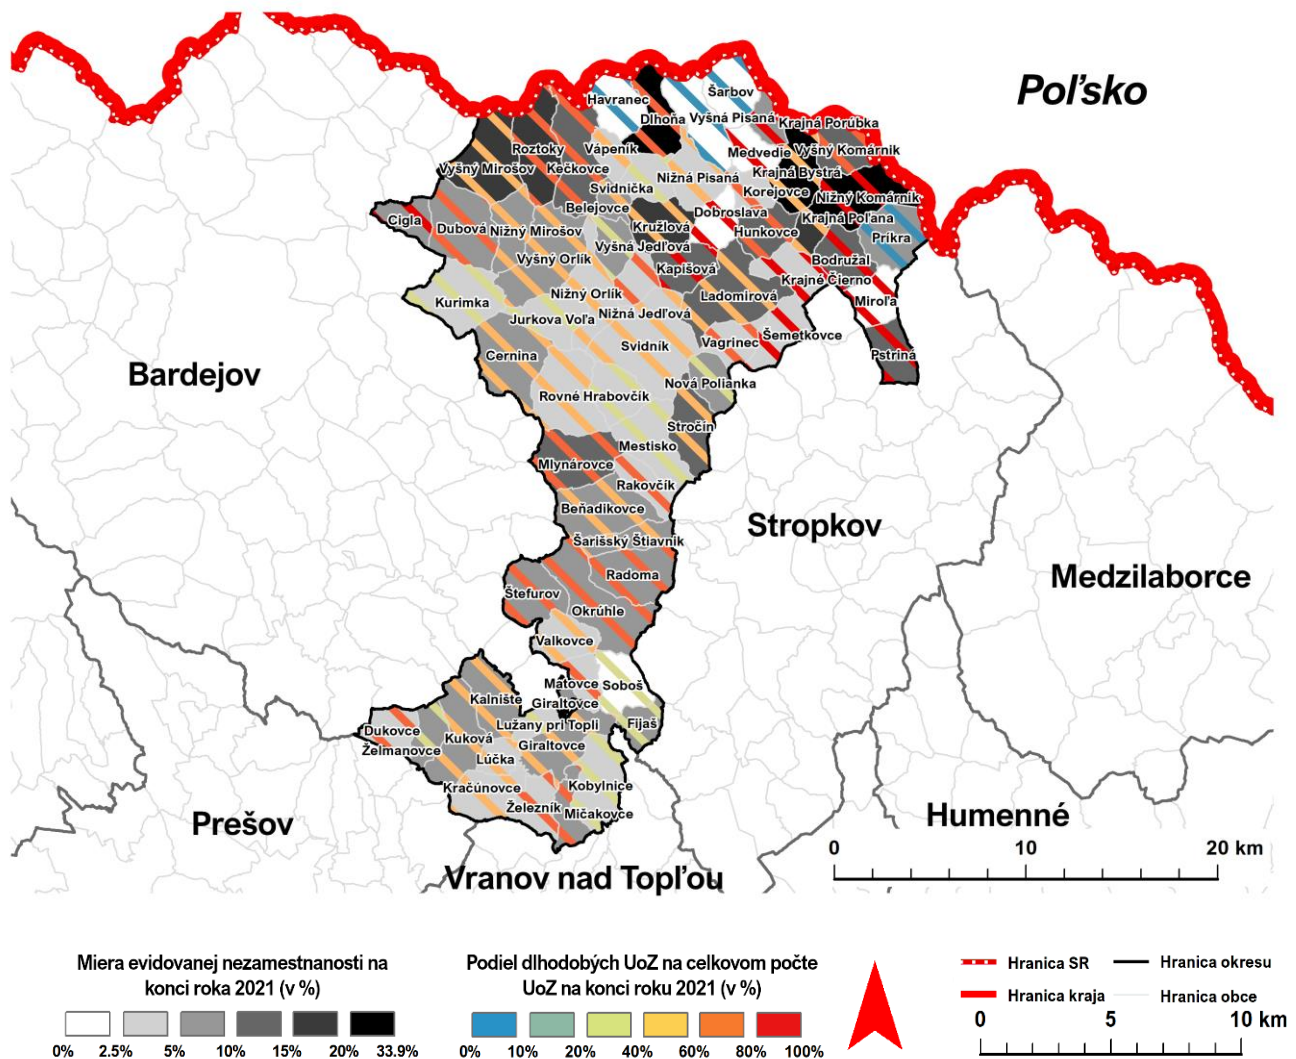 Poľsko
Havranec
Šarbov
Dlhoňa
Vyšná Pisaná
Krajná Porúbka
Roztoky
Vápeník
Medvedie
Vyšný Komárnik
Vyšný Mirošov
Kečkovce
Nižná Pisaná
Krajná Bystrá
Svidnička
Korejovce
Nižný Komárnik
Belejovce
Dobroslava
Krajná Poľana
Cigla
Dubová
Nižný Mirošov
Kružlová
Hunkovce
Príkra
Vyšná Jedľová
Vyšný Orlík
Kapišová
Bodružal
Krajné Čierno
Nižný Orlík
Ladomirová
Kurimka
Miroľa
Jurkova Voľa
Nižná Jedľová
Šemetkovce
Cernina
Svidník
Vagrinec
Pstriná
Bardejov
Nová Polianka
Rovné
Hrabovčík
Stročín
Mestisko
Mlynárovce
Rakovčík
Beňadikovce
Stropkov
Šarišský Štiavnik
Radoma
Medzilaborce
Štefurov
Okrúhle
Valkovce
Matovce
Soboš
Kalnište
Giraltovce
Lužany pri Topli
Fijaš
Dukovce
Kuková
Giraltovce
Želmanovce
Lúčka
Kračúnovce
Kobylnice
Železník
Mičakovce
Prešov
Humenné
Vranov nad Topľou
0 10 20 km
Miera evidovanej nezamestnanosti na
konci roka 2021 (v %)
0% 2.5% 5% 10% 15% 20% 33.9%
Podiel dlhodobých UoZ na celkovom počte
UoZ na konci roku 2021 (v %)
0% 10% 20% 40% 60% 80% 100%
Hranica SR
Hranica okresu
Hranica kraja
Hranica obce
0 5 10 km